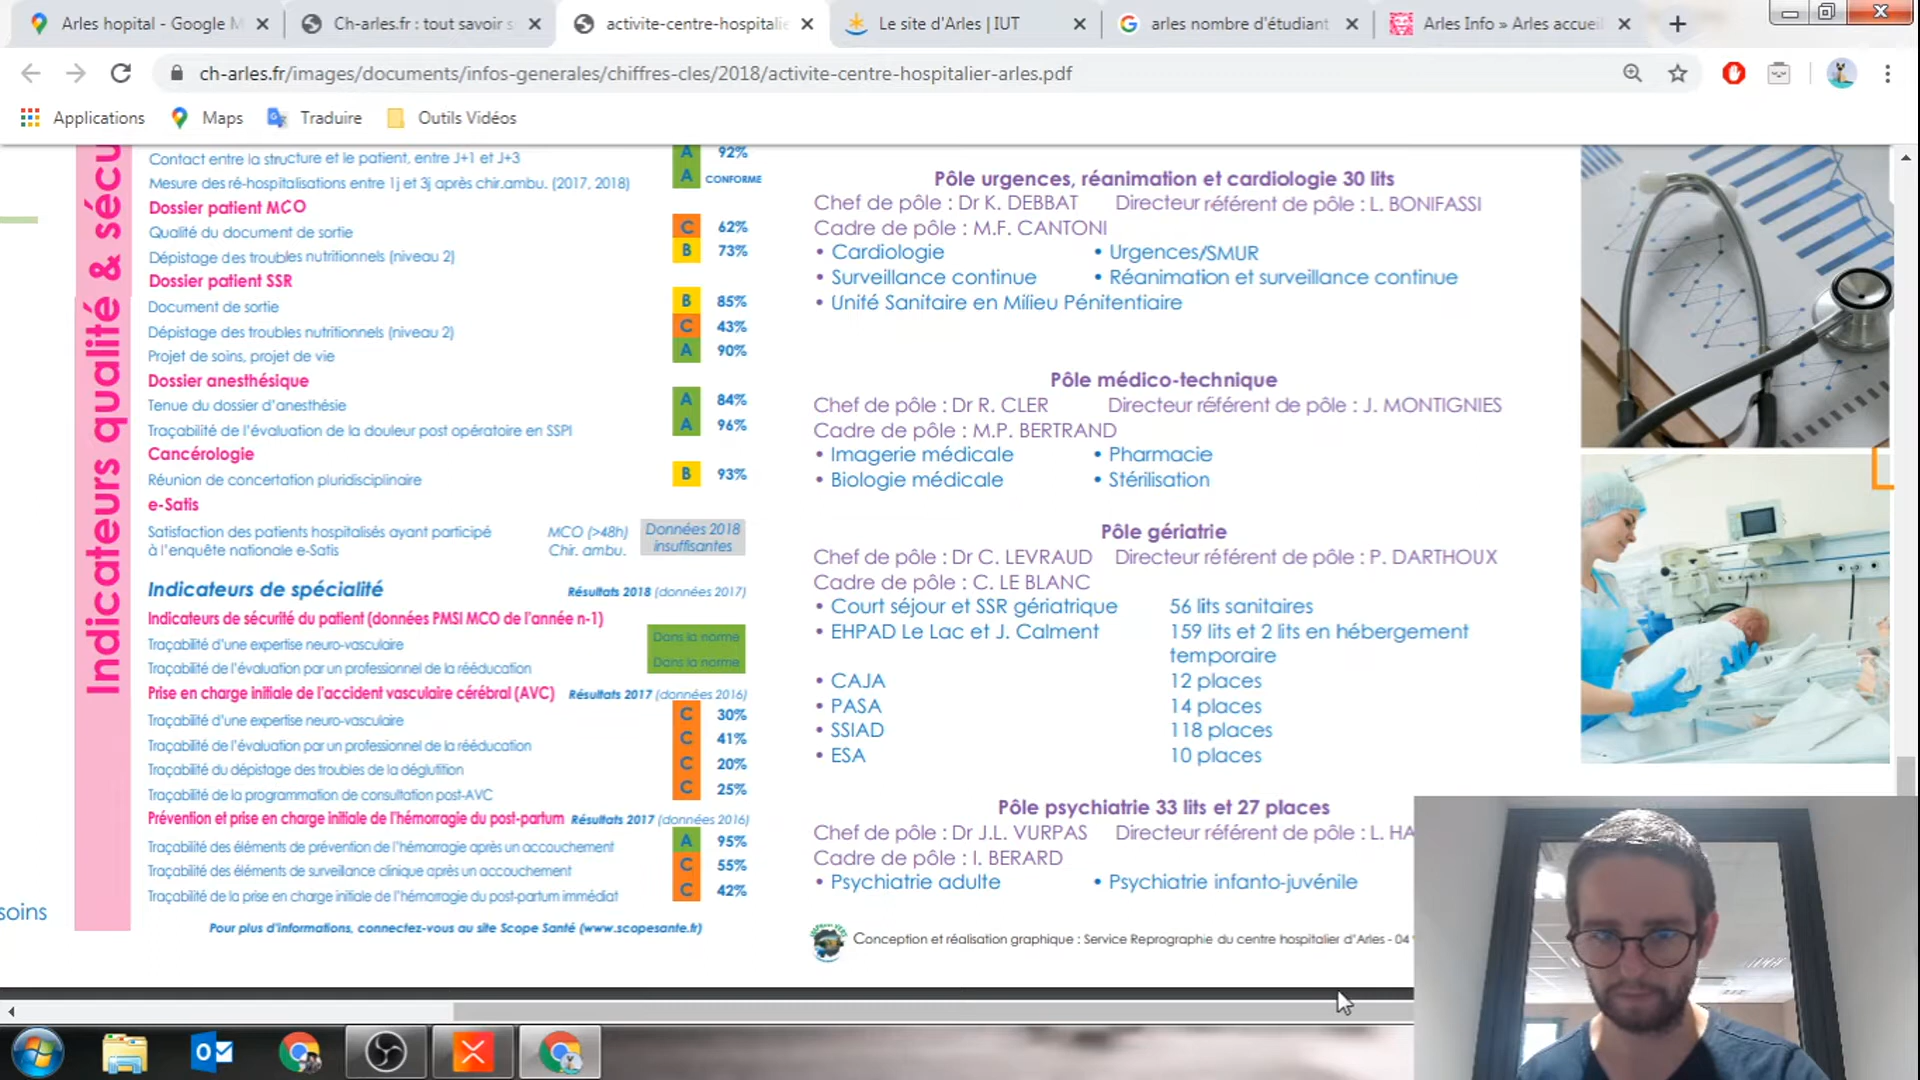 Arles hopital - Google M
Ch-arles.fr : tout savoir s
activite-centre-hospitalie
Le site d'Arles | IUT
arles nombre d'étudiant
Arles Info » Arles accueil
ch-arles.fr/images/documents/infos-generales/chiffres-cles/2018/activite-centre-hospitalier-arles.pdf
Applications
Maps
Traduire
Outils Vidéos
Indicateurs qualité & sécu
Contact entre la structure et le patient, entre J+1 et J+3 A 92%
Mesure des ré-hospitalisations entre 1j et 3j après chir.ambu. (2017, 2018) A CONFORME
Dossier patient MCO
Qualité du document de sortie C 62%
Dépistage des troubles nutritionnels (niveau 2) B 73%
Dossier patient SSR
Document de sortie B 85%
Dépistage des troubles nutritionnels (niveau 2) C 43%
Projet de soins, projet de vie A 90%
Dossier anesthésique
Tenue du dossier d'anesthésie A 84%
Traçabilité de l'évaluation de la douleur post opératoire en SSPI A 96%
Cancérologie
Réunion de concertation pluridisciplinaire B 93%
e-Satis
Satisfaction des patients hospitalisés ayant participé MCO (>48h) Données 2018
à l'enquête nationale e-Satis Chir. ambu. insuffisantes
Indicateurs de spécialité Résultats 2018 (données 2017)
Indicateurs de sécurité du patient (données PMSI MCO de l'année n-1)
Traçabilité d'une expertise neuro-vasculaire Dans la norme
Traçabilité de l'évaluation par un professionnel de la rééducation Dans la norme
Prise en charge initiale de l'accident vasculaire cérébral (AVC) Résultats 2017 (données 2016)
Traçabilité d'une expertise neuro-vasculaire C 30%
Traçabilité de l'évaluation par un professionnel de la rééducation C 41%
Traçabilité du dépistage des troubles de la déglutition C 20%
Traçabilité de la programmation de consultation post-AVC C 25%
Prévention et prise en charge initiale de l'hémorragie du post-partum Résultats 2017 (données 2016)
Traçabilité des éléments de prévention de l'hémorragie après un accouchement A 95%
Traçabilité des éléments de surveillance clinique après un accouchement C 55%
Traçabilité de la prise en charge initiale de l'hémorragie du post-partum immédiat C 42%
Pour plus d'informations, connectez-vous au site Scope Santé (www.scopesante.fr)
soins
Pôle urgences, réanimation et cardiologie 30 lits
Chef de pôle : Dr K. DEBBAT Directeur référent de pôle : L. BONIFASSI
Cadre de pôle : M.F. CANTONI
• Cardiologie • Urgences/SMUR
• Surveillance continue • Réanimation et surveillance continue
• Unité Sanitaire en Milieu Pénitentiaire
Pôle médico-technique
Chef de pôle : Dr R. CLER Directeur référent de pôle : J. MONTIGNIES
Cadre de pôle : M.P. BERTRAND
• Imagerie médicale • Pharmacie
• Biologie médicale • Stérilisation
Pôle gériatrie
Chef de pôle : Dr C. LEVRAUD Directeur référent de pôle : P. DARTHOUX
Cadre de pôle : C. LE BLANC
• Court séjour et SSR gériatrique 56 lits sanitaires
• EHPAD Le Lac et J. Calment 159 lits et 2 lits en hébergement
temporaire
• CAJA 12 places
• PASA 14 places
• SSIAD 118 places
• ESA 10 places
Pôle psychiatrie 33 lits et 27 places
Chef de pôle : Dr J.L. VURPAS Directeur référent de pôle : L. HA
Cadre de pôle : I. BERARD
• Psychiatrie adulte • Psychiatrie infanto-juvénile
Conception et réalisation graphique : Service Reprographie du centre hospitalier d'Arles - 04